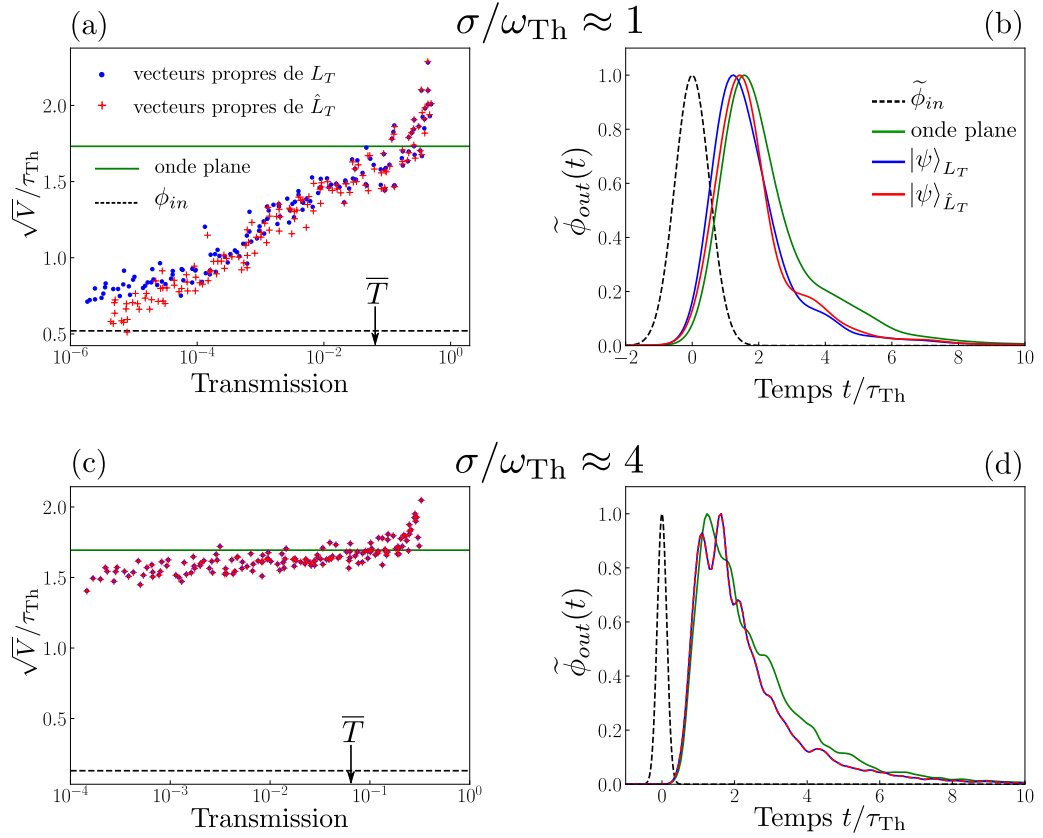 (a)
σ/ω_Th ≈ 1
(b)
vecteurs propres de L_T
vecteurs propres de L̂_T
onde plane
ϕ_in
T̅
√V/τ_Th
2.0
1.5
1.0
0.5
10⁻⁶ 10⁻⁴ 10⁻² 10⁰
Transmission
ϕ̃_in
onde plane
|ψ⟩_{L_T}
|ψ⟩_{L̂_T}
ϕ̃_out(t)
1.0
0.8
0.6
0.4
0.2
0.0
−2 0 2 4 6 8 10
Temps t/τ_Th
(c)
σ/ω_Th ≈ 4
(d)
√V/τ_Th
2.0
1.5
1.0
0.5
T̅
10⁻⁴ 10⁻³ 10⁻² 10⁻¹ 10⁰
Transmission
ϕ̃_out(t)
1.0
0.8
0.6
0.4
0.2
0.0
0 2 4 6 8 10
Temps t/τ_Th